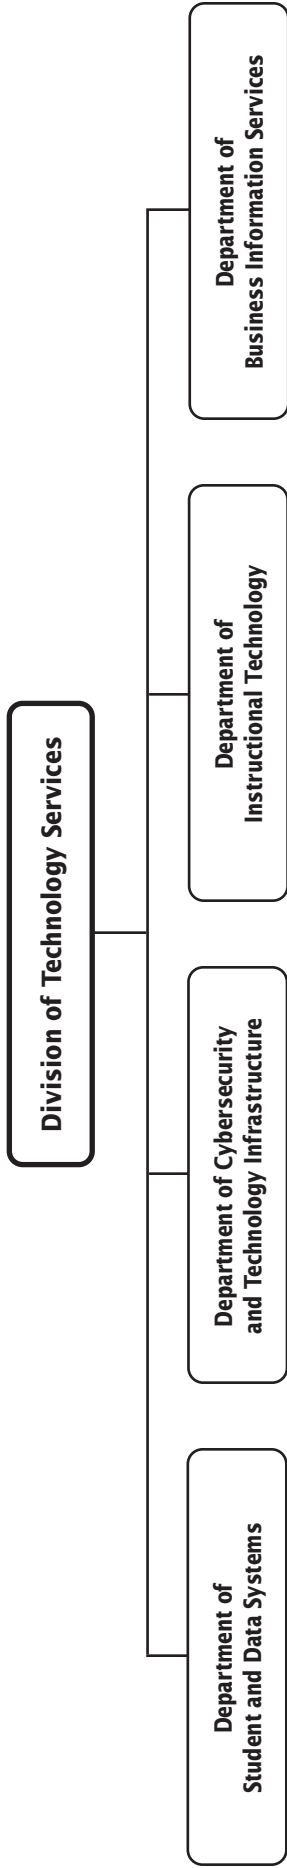 Division of Technology Services
Department of
Student and Data Systems
Department of Cybersecurity
and Technology Infrastructure
Department of
Instructional Technology
Department of
Business Information Services